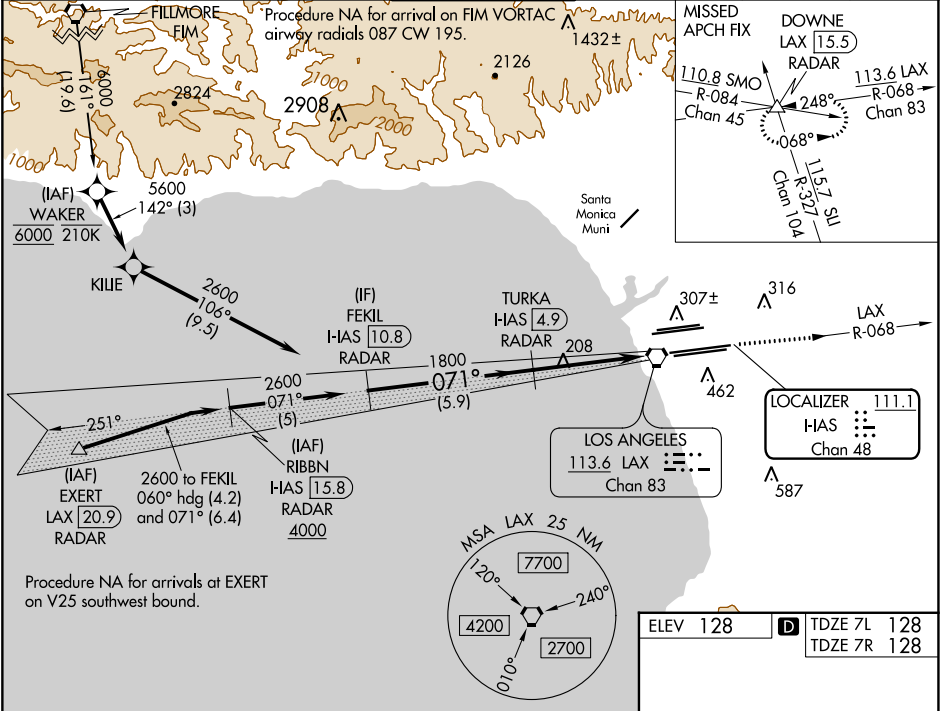 FILLMORE
FIM
6000
161°
(19.6)
Procedure NA for arrival on FIM VORTAC
airway radials 087 CW 195.
1432±
2126
2824
2908
1000
2000
1000
1000
MISSED
APCH FIX
DOWNE
LAX 15.5
RADAR
110.8 SMO
R-084
Chan 45
113.6 LAX
R-068
Chan 83
248°
068°
115.7 SLI
R-327
Chan 104
(IAF)
WAKER
6000 210K
5600
142° (3)
KILIE
2600
106°
(9.5)
Santa
Monica
Muni
(IF)
FEKIL
I-IAS 10.8
RADAR
TURKA
I-IAS 4.9
RADAR
307±
316
208
462
587
LAX
R-068
1800
071°
(5.9)
2600
071°
(5)
251°
(IAF)
EXERT
LAX 20.9
RADAR
2600 to FEKIL
060° hdg (4.2)
and 071° (6.4)
(IAF)
RIBBN
I-IAS 15.8
RADAR
4000
LOS ANGELES
113.6 LAX
Chan 83
LOCALIZER 111.1
I-IAS
Chan 48
Procedure NA for arrivals at EXERT
on V25 southwest bound.
MSA LAX 25 NM
120°
7700
240°
4200
2700
010°
ELEV 128
D
TDZE 7L 128
TDZE 7R 128